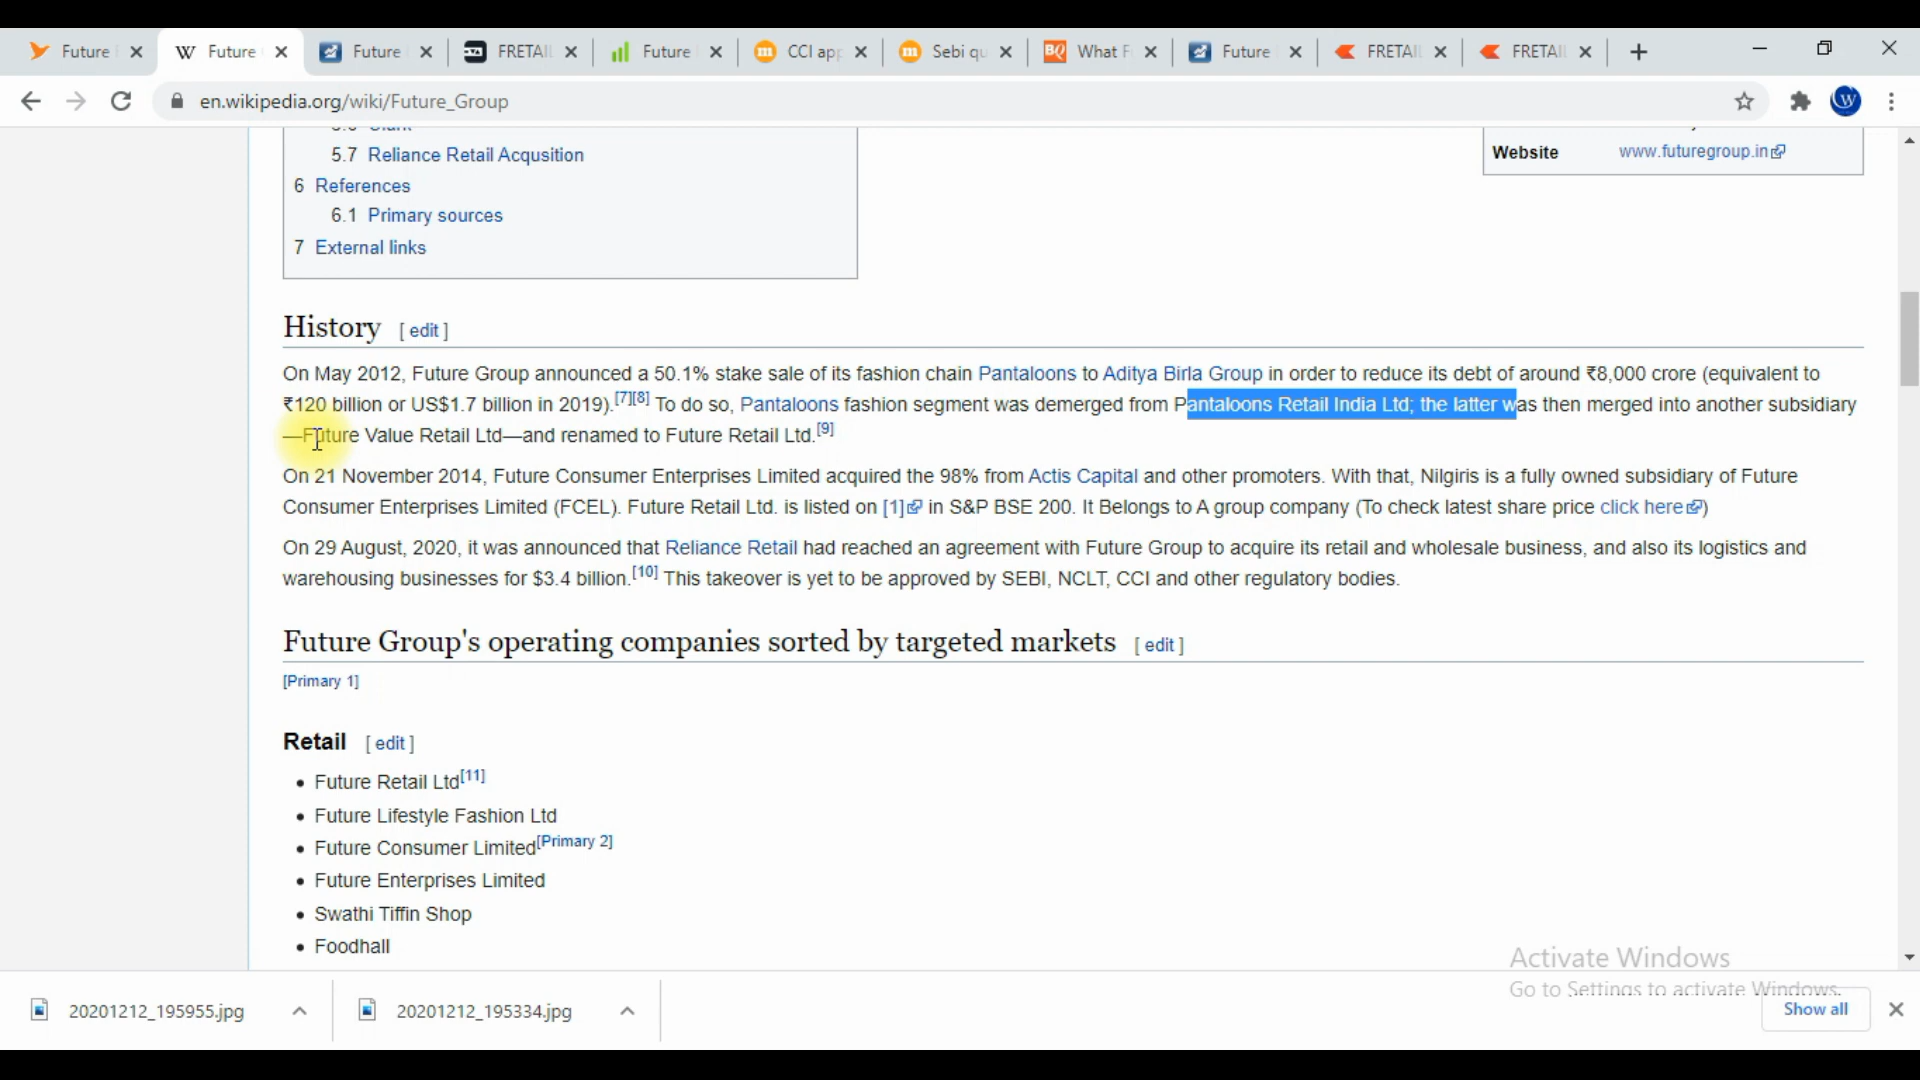 Future
Future
Future
FRETAIL
Future
CCI app
Sebi qu
BQ What F
Future
FRETAIL
FRETAIL
en.wikipedia.org/wiki/Future_Group
5.7 Reliance Retail Acqusition
6 References
6.1 Primary sources
7 External links
Website www.futuregroup.in
History [ edit ]
On May 2012, Future Group announced a 50.1% stake sale of its fashion chain Pantaloons to Aditya Birla Group in order to reduce its debt of around ₹8,000 crore (equivalent to
₹120 billion or US$1.7 billion in 2019).[7][8] To do so, Pantaloons fashion segment was demerged from Pantaloons Retail India Ltd; the latter was then merged into another subsidiary
—Future Value Retail Ltd—and renamed to Future Retail Ltd.[9]
On 21 November 2014, Future Consumer Enterprises Limited acquired the 98% from Actis Capital and other promoters. With that, Nilgiris is a fully owned subsidiary of Future
Consumer Enterprises Limited (FCEL). Future Retail Ltd. is listed on [1] in S&P BSE 200. It Belongs to A group company (To check latest share price click here)
On 29 August, 2020, it was announced that Reliance Retail had reached an agreement with Future Group to acquire its retail and wholesale business, and also its logistics and
warehousing businesses for $3.4 billion.[10] This takeover is yet to be approved by SEBI, NCLT, CCI and other regulatory bodies.
Future Group's operating companies sorted by targeted markets [ edit ]
[Primary 1]
Retail [ edit ]
• Future Retail Ltd[11]
• Future Lifestyle Fashion Ltd
• Future Consumer Limited[Primary 2]
• Future Enterprises Limited
• Swathi Tiffin Shop
• Foodhall
Activate Windows
Go to Settings to activate Windows.
20201212_195955.jpg
20201212_195334.jpg
Show all